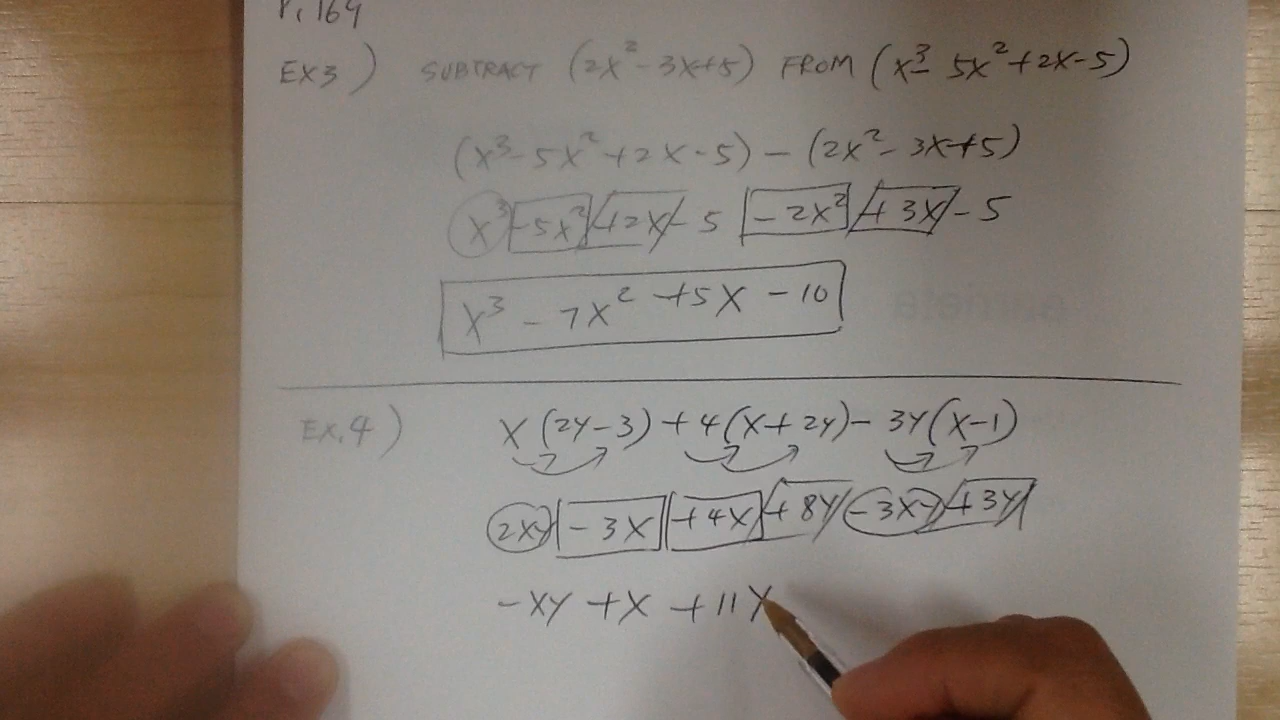 P. 164
EX3) SUBTRACT (2x² - 3x+5) FROM (x³ - 5x² + 2x - 5)
(x³ - 5x² + 2x - 5) - (2x² - 3x + 5)
x³ - 5x² + 2x - 5 - 2x² + 3x - 5
x³ - 7x² + 5x - 10
Ex.4) x(2y - 3) + 4(x + 2y) - 3y(x - 1)
2xy - 3x + 4x + 8y - 3xy + 3y
-xy + x + 11y